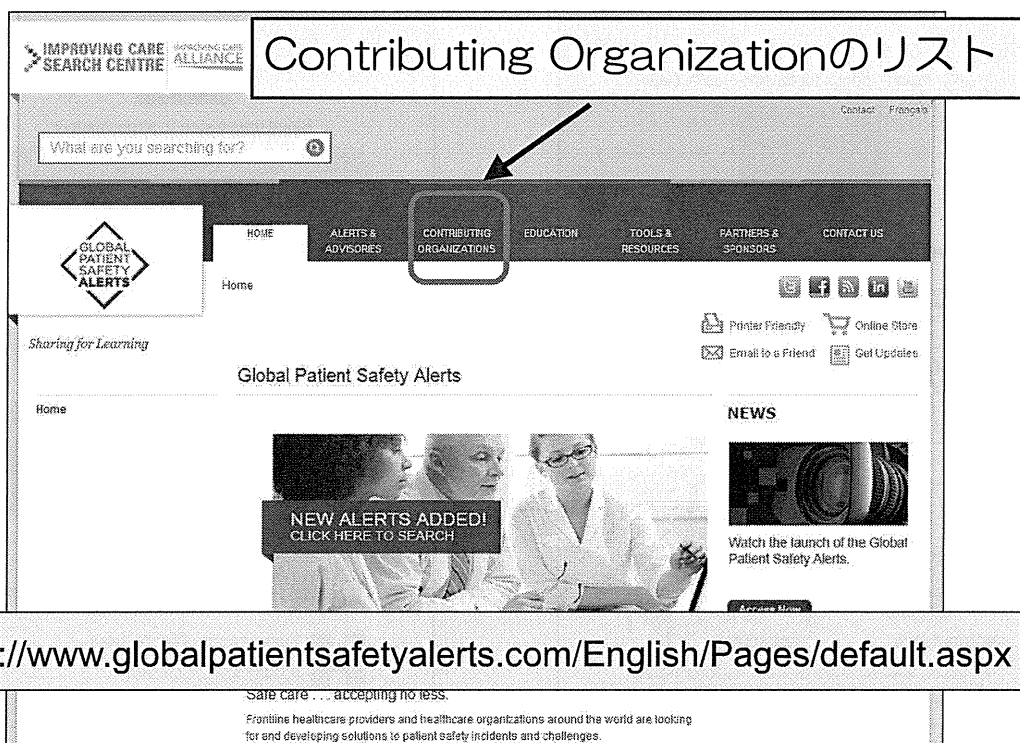 IMPROVING CARE
SEARCH CENTRE
IMPROVING CARE
ALLIANCE
Contributing Organizationのリスト
Contact Français
What are you searching for?
GLOBAL
PATIENT
SAFETY
ALERTS
HOME
ALERTS &
ADVISORIES
CONTRIBUTING
ORGANIZATIONS
EDUCATION
TOOLS &
RESOURCES
PARTNERS &
SPONSORS
CONTACT US
Home
Printer Friendly Online Store
Email to a Friend Get Updates
Sharing for Learning
Global Patient Safety Alerts
Home
NEWS
NEW ALERTS ADDED!
CLICK HERE TO SEARCH
Watch the launch of the Global
Patient Safety Alerts.
Access Now
://www.globalpatientsafetyalerts.com/English/Pages/default.aspx
Safe care . . . accepting no less.
Frontline healthcare providers and healthcare organizations around the world are looking
for and developing solutions to patient safety incidents and challenges.